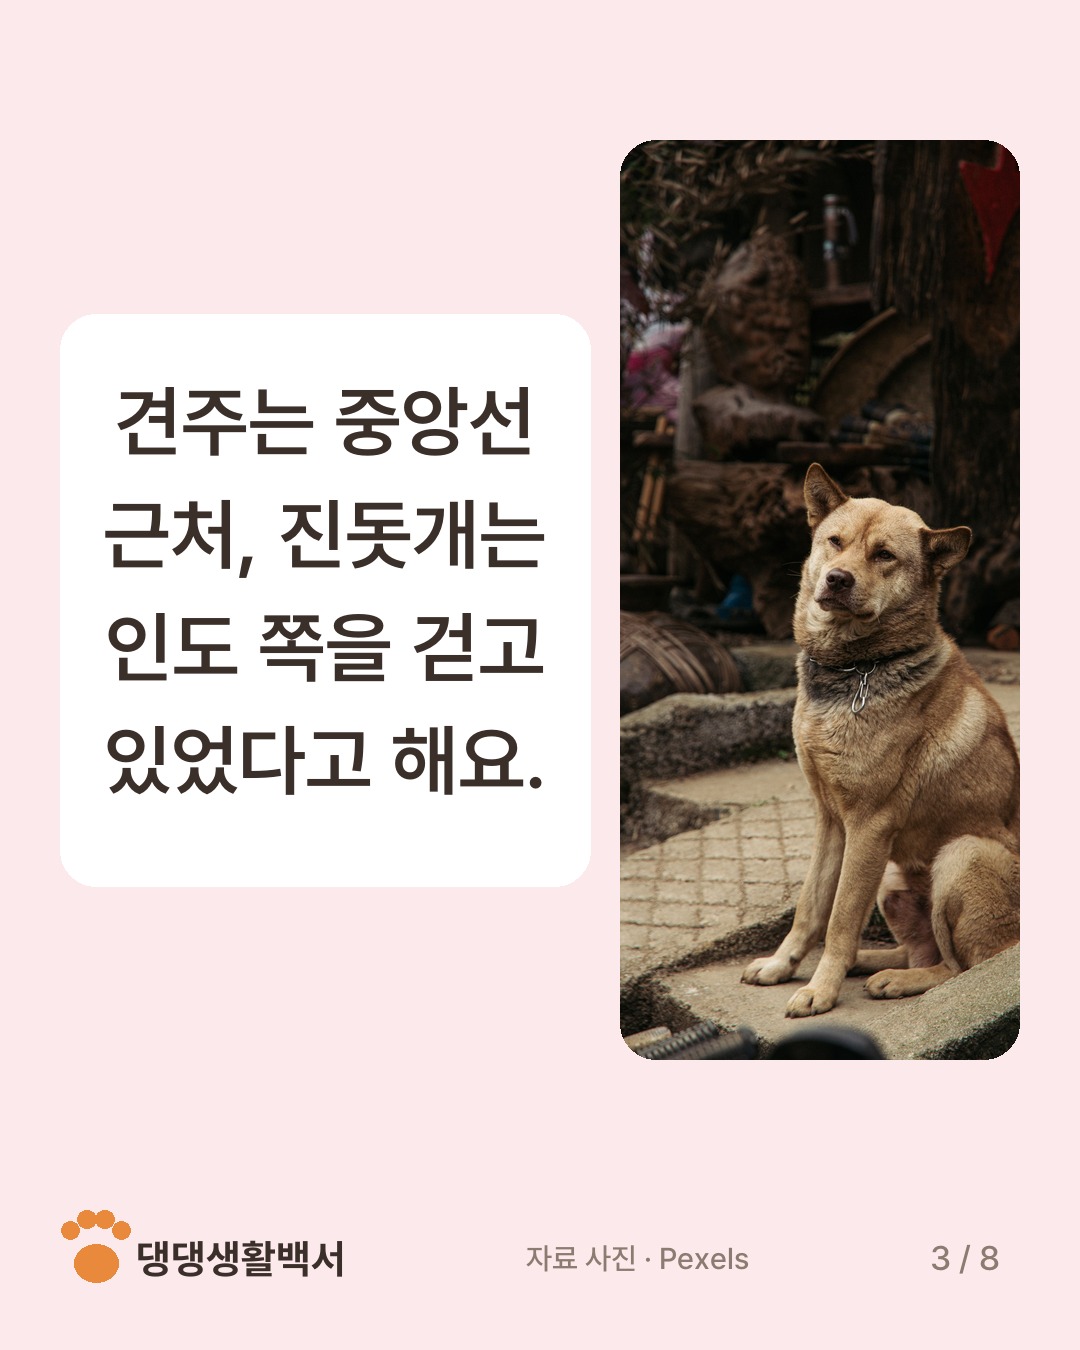 견주는 중앙선
근처, 진돗개는
인도 쪽을 걷고
있었다고 해요.
댕댕생활백서
자료 사진 · Pexels
3 / 8